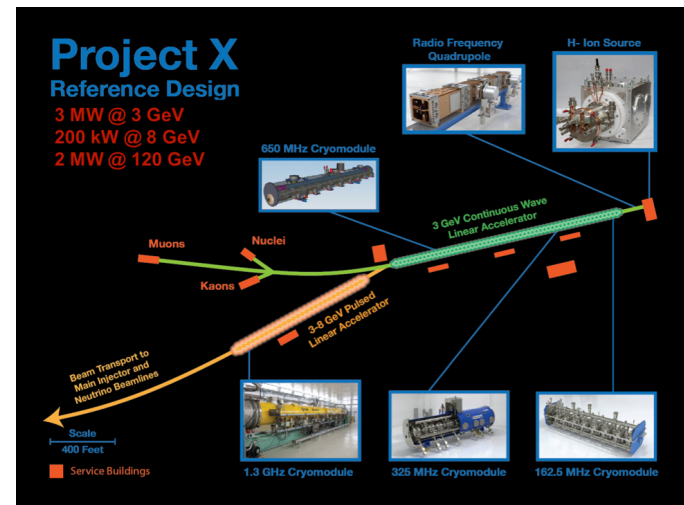 Project X
Reference Design
3 MW @ 3 GeV
200 kW @ 8 GeV
2 MW @ 120 GeV
Radio Frequency
Quadrupole
H- Ion Source
650 MHz Cryomodule
3 GeV Continuous Wave
Linear Accelerator
Muons
Nuclei
Kaons
3-8 GeV Pulsed
Linear Accelerator
Beam Transport to
Main Injector and
Neutrino Beamlines
Scale
400 Feet
Service Buildings
1.3 GHz Cryomodule
325 MHz Cryomodule
162.5 MHz Cryomodule